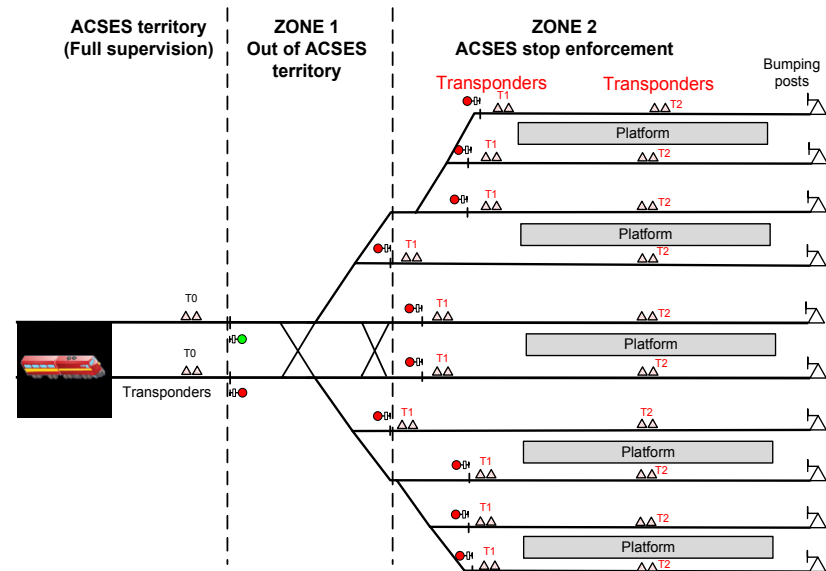 ACSES territory
(Full supervision)
ZONE 1
Out of ACSES
territory
ZONE 2
ACSES stop enforcement
Bumping
posts
Transponders
Transponders
T1
T2
Platform
T1
T2
T1
T2
Platform
T1
T2
T0
T1
T2
Platform
T0
T1
T2
Transponders
T1
T2
Platform
T1
T2
T1
T2
Platform
T1
T2